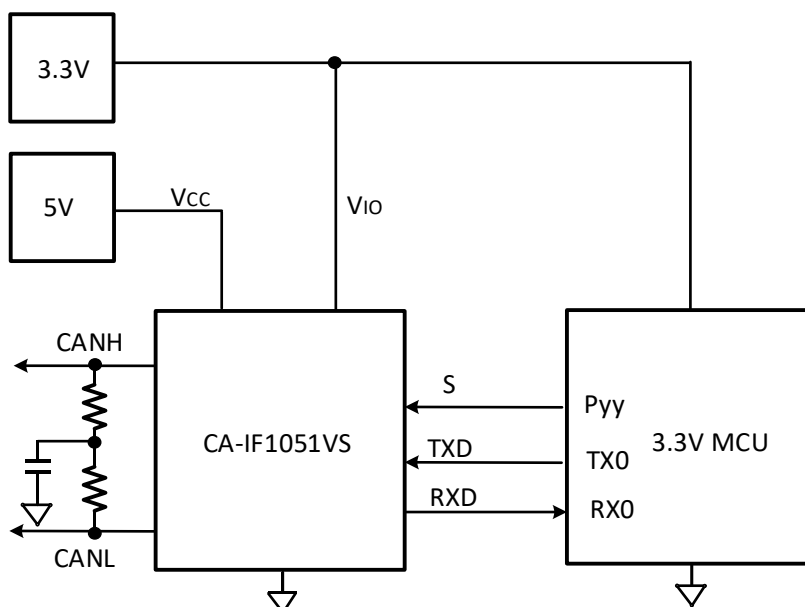 3.3V
5V
VCC
VIO
CANH
S
Pyy
CA-IF1051VS
3.3V MCU
TXD
TX0
RXD
RX0
CANL